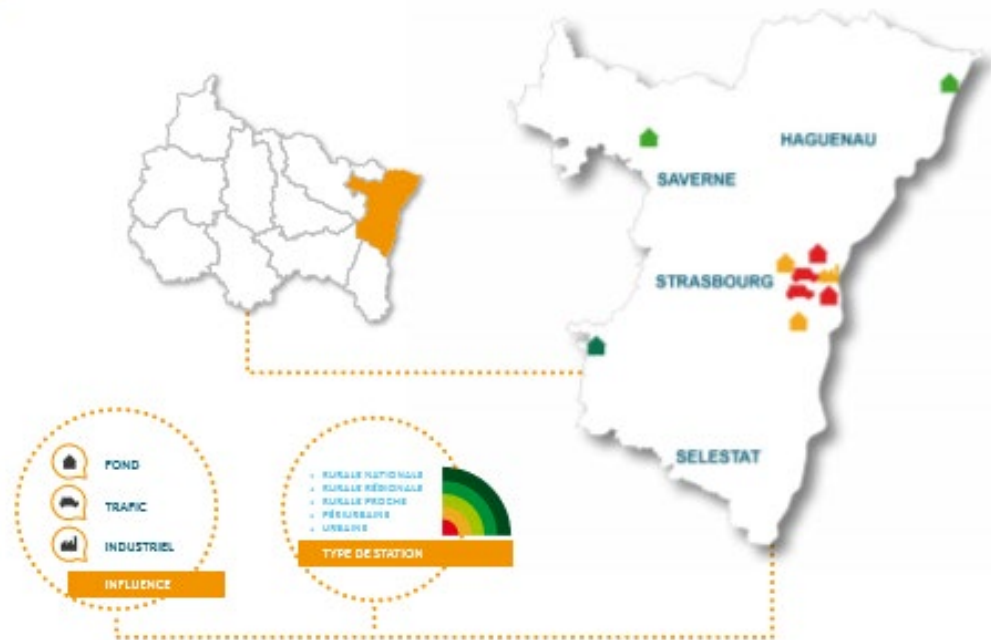 HAGUENAU
SAVERNE
STRASBOURG
SELESTAT
FOND
TRAFIC
INDUSTRIEL
INFLUENCE
RURALE NATIONALE
RURALE RÉGIONALE
RURALE PROCHE
PÉRIURBAINE
URBAINE
TYPE DE STATION